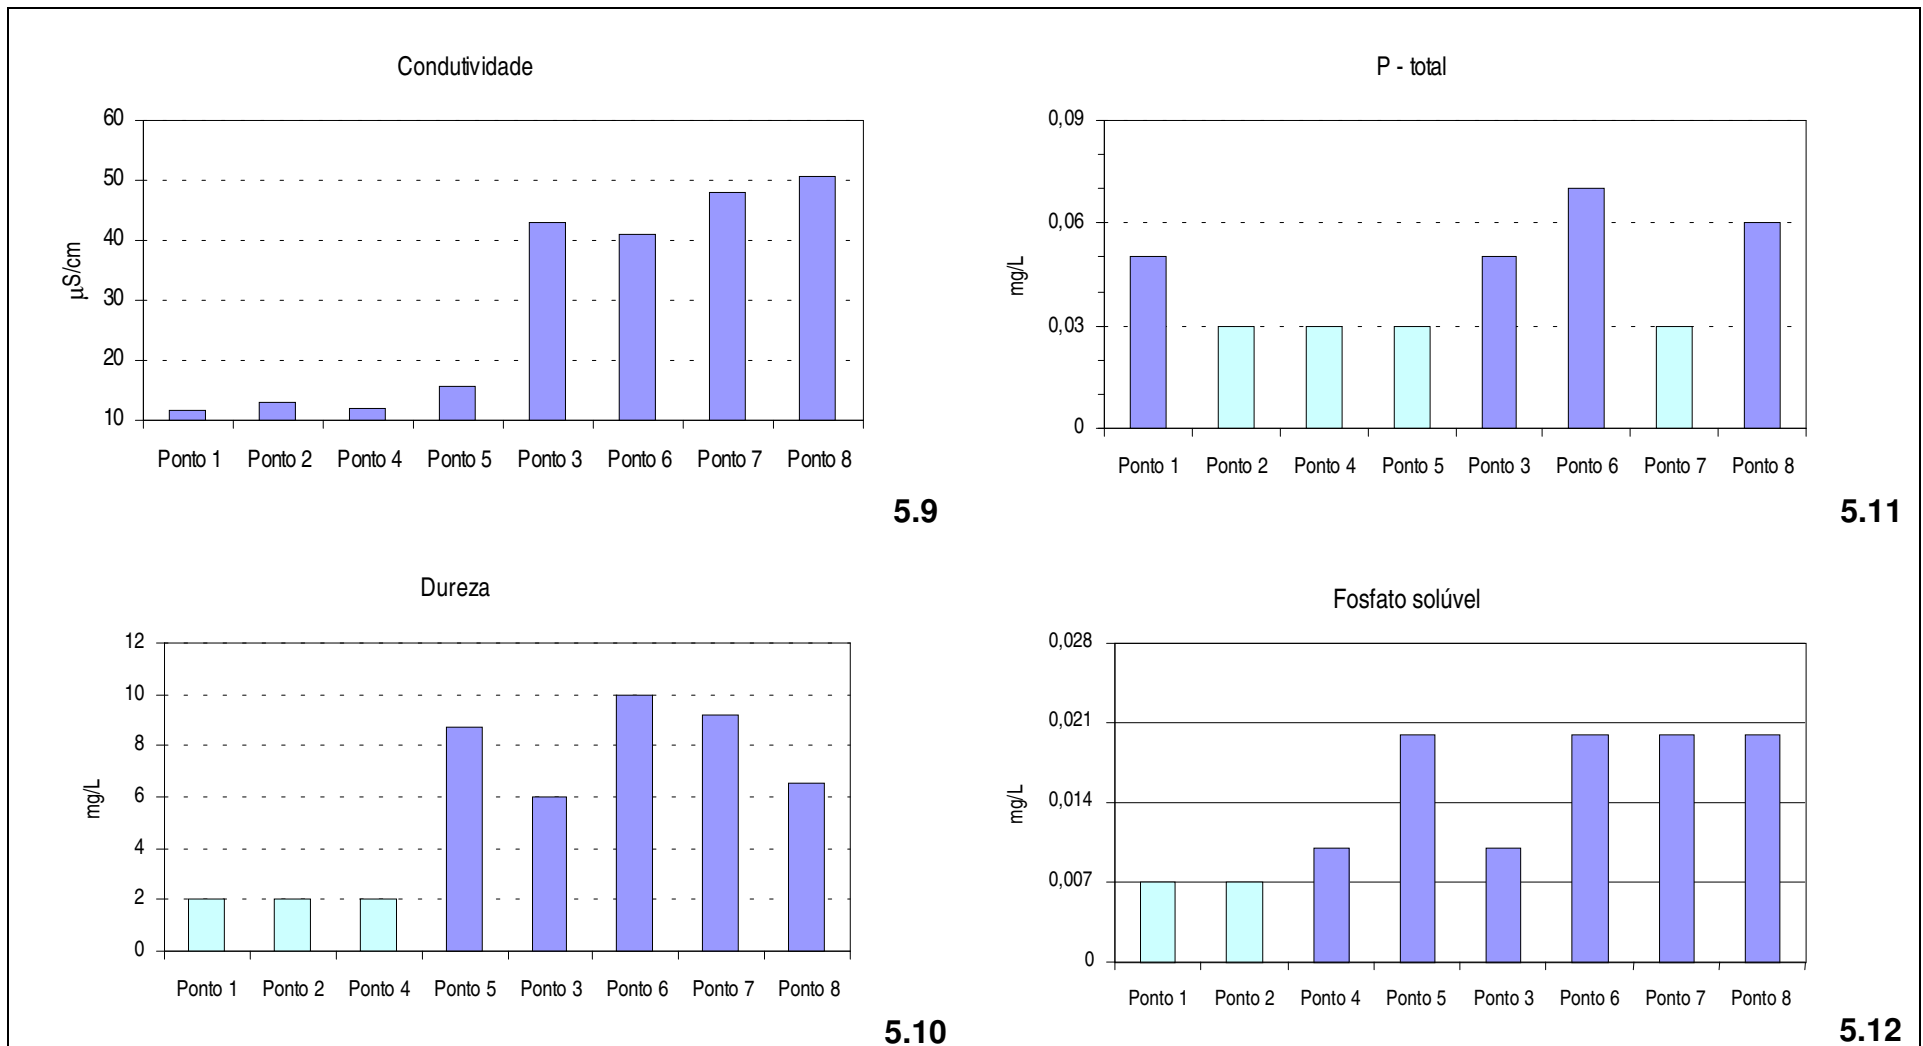 Condutividade
60
50
40
30
20
10
µS/cm
Ponto 1 Ponto 2 Ponto 4 Ponto 5 Ponto 3 Ponto 6 Ponto 7 Ponto 8
5.9
P - total
0,09
0,06
0,03
0
mg/L
Ponto 1 Ponto 2 Ponto 4 Ponto 5 Ponto 3 Ponto 6 Ponto 7 Ponto 8
5.11
Dureza
12
10
8
6
4
2
0
mg/L
Ponto 1 Ponto 2 Ponto 4 Ponto 5 Ponto 3 Ponto 6 Ponto 7 Ponto 8
5.10
Fosfato solúvel
0,028
0,021
0,014
0,007
0
mg/L
Ponto 1 Ponto 2 Ponto 4 Ponto 5 Ponto 3 Ponto 6 Ponto 7 Ponto 8
5.12